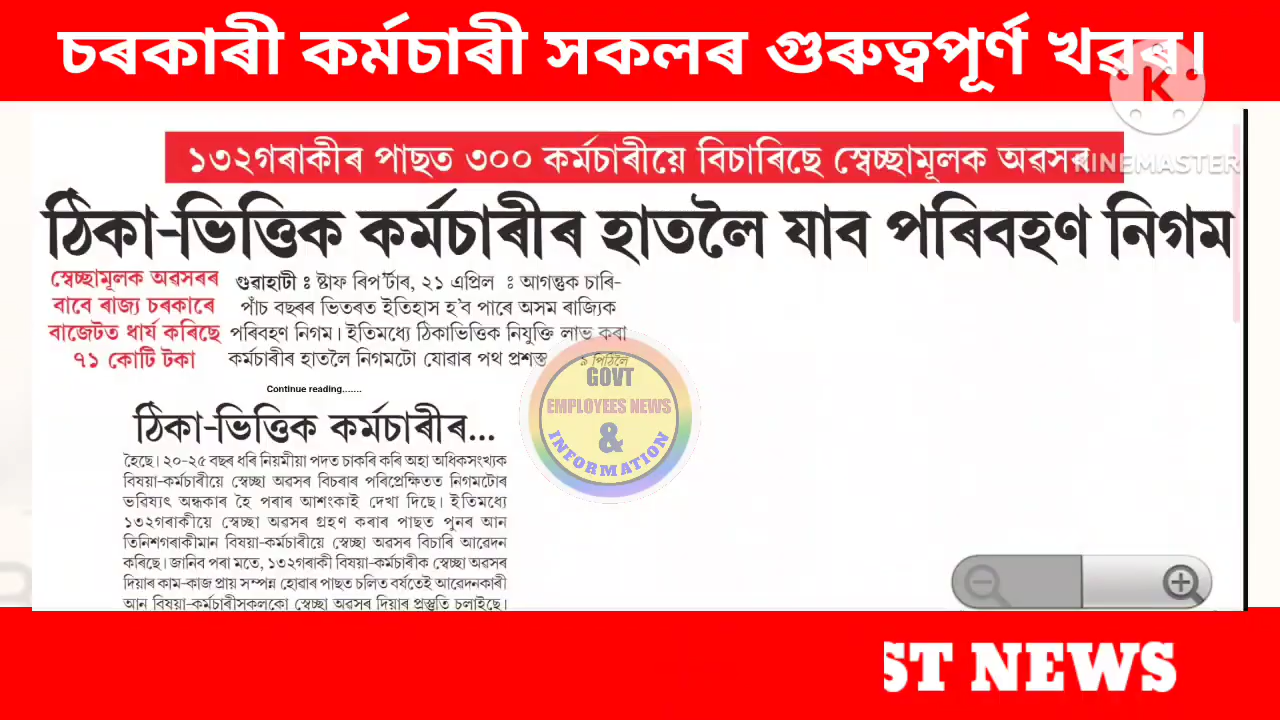 চৰকাৰী কৰ্মচাৰী সকলৰ গুৰুত্বপূৰ্ণ খৱৰ।
K
KINEMASTER
১৩২গৰাকীৰ পাছত ৩০০ কৰ্মচাৰীয়ে বিচাৰিছে স্বেচ্ছামূলক অৱসৰ
ঠিকা-ভিত্তিক কৰ্মচাৰীৰ হাতলৈ যাব পৰিবহণ নিগম
স্বেচ্ছামূলক অৱসৰৰ
বাবে ৰাজ্য চৰকাৰে
বাজেটত ধাৰ্য কৰিছে
৭১ কোটি টকা
গুৱাহাটী ঃ ষ্টাফ ৰিপ'ৰ্টাৰ, ২১ এপ্ৰিল ঃ আগন্তুক চাৰি-
পাঁচ বছৰৰ ভিতৰত ইতিহাস হ'ব পাৰে অসম ৰাজ্যিক
পৰিবহণ নিগম। ইতিমধ্যে ঠিকাভিত্তিক নিযুক্তি লাভ কৰা
কৰ্মচাৰীৰ হাতলৈ নিগমটো যোৱাৰ পথ প্ৰশস্ত ৯ পিঠিলৈ
Continue reading.......
ঠিকা-ভিত্তিক কৰ্মচাৰীৰ...
হৈছে। ২০-২৫ বছৰ ধৰি নিয়মীয়া পদত চাকৰি কৰি অহা অধিকসংখ্যক
বিষয়া-কৰ্মচাৰীয়ে স্বেচ্ছা অৱসৰ বিচৰাৰ পৰিপ্ৰেক্ষিতত নিগমটোৰ
ভৱিষ্যৎ অন্ধকাৰ হৈ পৰাৰ আশংকাই দেখা দিছে। ইতিমধ্যে
১৩২গৰাকীয়ে স্বেচ্ছা অৱসৰ গ্ৰহণ কৰাৰ পাছত পুনৰ আন
তিনিশগৰাকীমান বিষয়া-কৰ্মচাৰীয়ে স্বেচ্ছা অৱসৰ বিচাৰি আৱেদন
কৰিছে। জানিব পৰা মতে, ১৩২গৰাকী বিষয়া-কৰ্মচাৰীক স্বেচ্ছা অৱসৰ
দিয়াৰ কাম-কাজ প্ৰায় সম্পন্ন হোৱাৰ পাছত চলিত বৰ্ষতেই আৱেদনকাৰী
আন বিষয়া-কৰ্মচাৰীসকলকো স্বেচ্ছা অৱসৰ দিয়াৰ প্ৰস্তুতি চলাইছে।
GOVT
EMPLOYEES NEWS
&
INFORMATION
ST NEWS